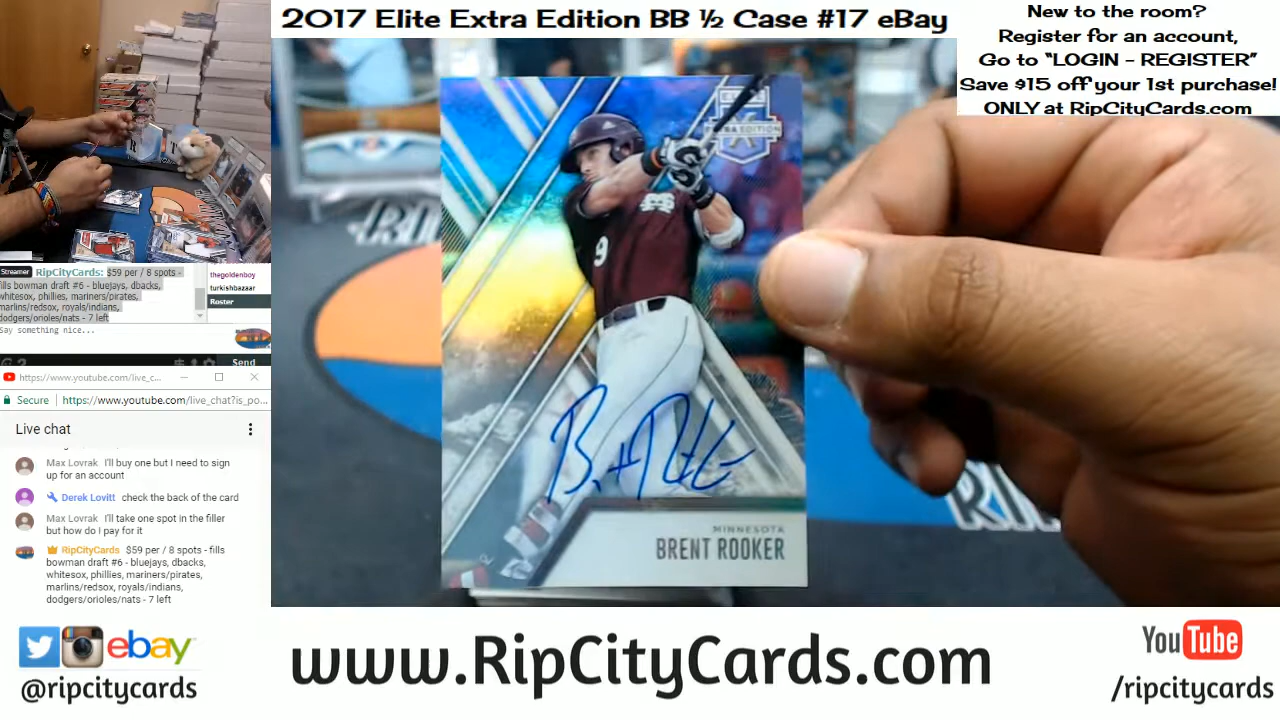 2017 Elite Extra Edition BB ½ Case #17 eBay
New to the room?
Register for an account,
Go to “LOGIN - REGISTER”
Save $15 off your 1st purchase!
ONLY at RipCityCards.com
EXTRA EDITION
9
MINNESOTA
BRENT ROOKER
Streamer RipCityCards: $59 per / 8 spots -
fills bowman draft #6 - bluejays, dbacks,
whitesox, phillies, mariners/pirates,
marlins/redsox, royals/indians,
dodgers/orioles/nats - 7 left
thegoldenboy
turkishbazaar
Roster
Say something nice...
Send
https://www.youtube.com/live_c...
Secure https://www.youtube.com/live_chat?is_po...
Live chat
Max Lovrak I'll buy one but I need to sign
up for an account
Derek Lovitt check the back of the card
Max Lovrak I'll take one spot in the filler
but how do i pay for it
RipCityCards $59 per / 8 spots - fills
bowman draft #6 - bluejays, dbacks,
whitesox, phillies, mariners/pirates,
marlins/redsox, royals/indians,
dodgers/orioles/nats - 7 left
ebay
@ripcitycards
www.RipCityCards.com
YouTube
/ripcitycards